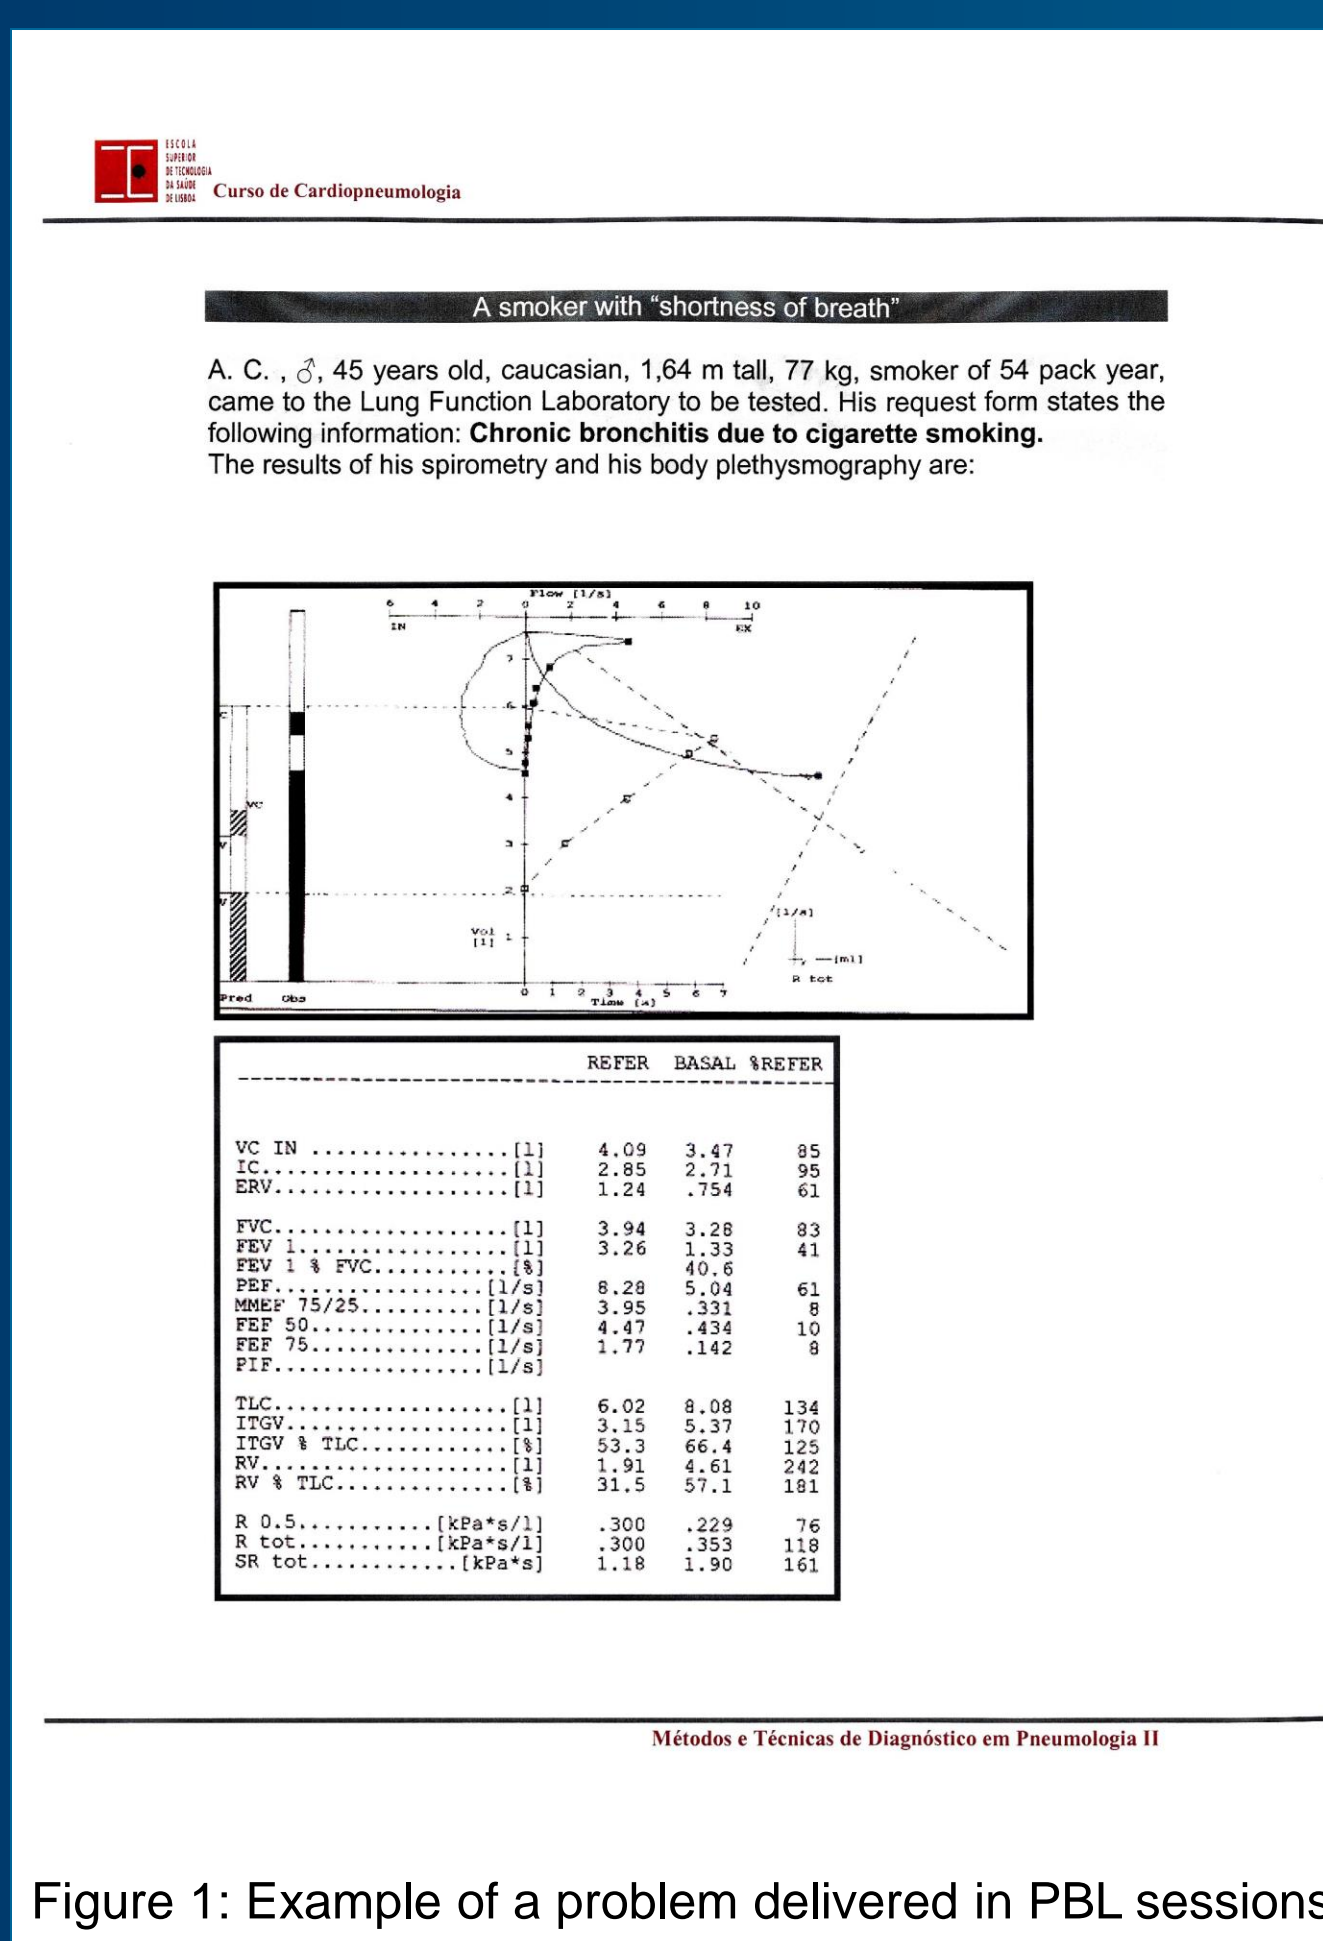 ESCOLA
SUPERIOR
DE TECNOLOGIA
DA SAÚDE
DE LISBOA
Curso de Cardiopneumologia
A smoker with “shortness of breath”
A. C. , ♂, 45 years old, caucasian, 1,64 m tall, 77 kg, smoker of 54 pack year,
came to the Lung Function Laboratory to be tested. His request form states the
following information: Chronic bronchitis due to cigarette smoking.
The results of his spirometry and his body plethysmography are:
Flow [l/s]
6 4 2 0 2 4 6 8 10
IN EX
7
6
5
4
3
2
Vol
[l] 1
VC
[l/s]
[ml]
R tot
Pred Obs
0 1 2 3 4 5 6 7
Time [s]
REFER BASAL %REFER
VC IN ................[l] 4.09 3.47 85
IC....................[l] 2.85 2.71 95
ERV...................[l] 1.24 .754 61
FVC...................[l] 3.94 3.28 83
FEV 1.................[l] 3.26 1.33 41
FEV 1 % FVC...........[%] 40.6
PEF.................[l/s] 8.28 5.04 61
MMEF 75/25..........[l/s] 3.95 .331 8
FEF 50..............[l/s] 4.47 .434 10
FEF 75..............[l/s] 1.77 .142 8
PIF.................[l/s]
TLC...................[l] 6.02 8.08 134
ITGV..................[l] 3.15 5.37 170
ITGV % TLC............[%] 53.3 66.4 125
RV....................[l] 1.91 4.61 242
RV % TLC..............[%] 31.5 57.1 181
R 0.5...........[kPa*s/l] .300 .229 76
R tot...........[kPa*s/l] .300 .353 118
SR tot............[kPa*s] 1.18 1.90 161
Métodos e Técnicas de Diagnóstico em Pneumologia II
Figure 1: Example of a problem delivered in PBL sessions